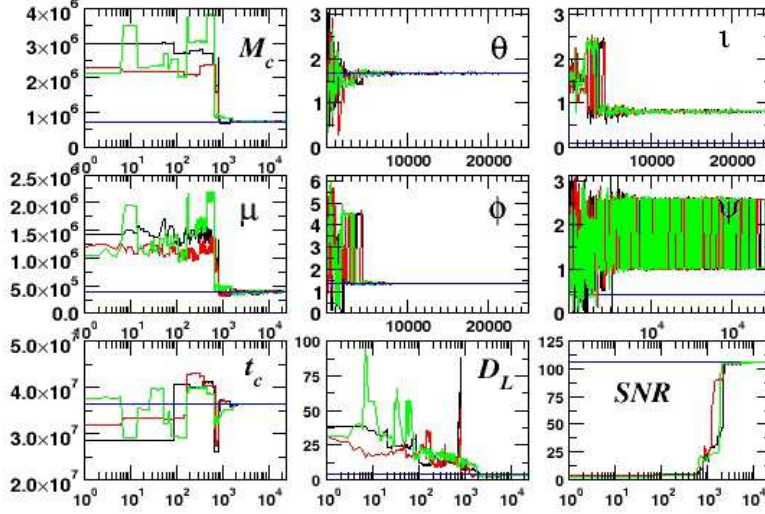 4×10⁶ 3×10⁶ 2×10⁶ 1×10⁶ 0 M_c
3 2 1 0 θ 10000 20000
3 2 1 0 ι 10000 20000
10⁰ 10¹ 10² 10³ 10⁴
2.5×10⁶ 2.0×10⁶ 1.5×10⁶ 1.0×10⁶ 5.0×10⁵ 0.0 μ
6 5 4 3 2 1 0 ϕ 10000 20000
3 2 1 0 ψ 10⁴ 10⁴
10⁰ 10¹ 10² 10³ 10⁴
5.0×10⁷ 4.0×10⁷ 3.0×10⁷ 2.0×10⁷ t_c
100 75 50 25 0 D_L
100 75 50 25 0 SNR
10⁰ 10¹ 10² 10³ 10⁴
10⁰ 10¹ 10² 10³ 10⁴
10⁰ 10¹ 10² 10³ 10⁴